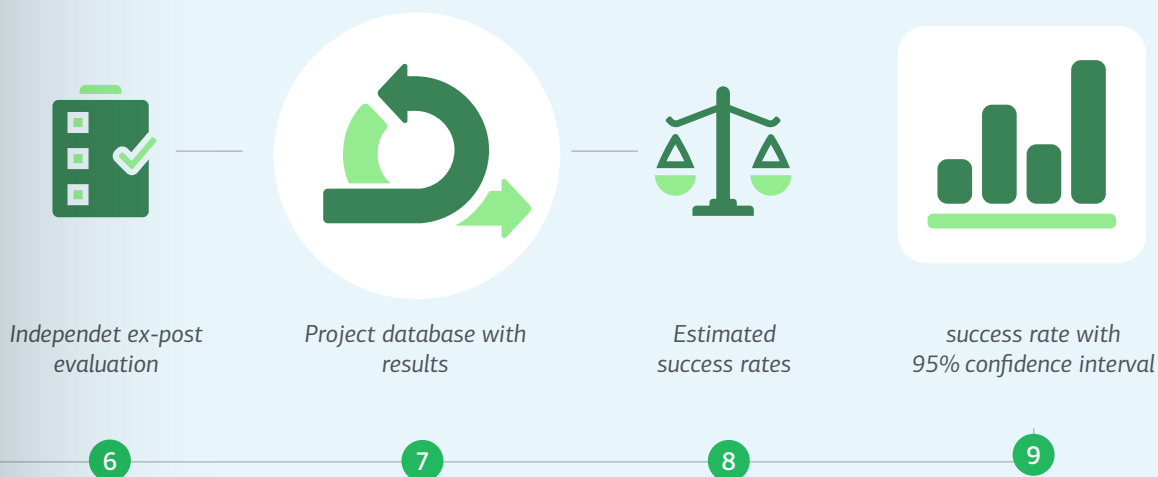 Independet ex-post
evaluation
Project database with
results
Estimated
success rates
success rate with
95% confidence interval
6
7
8
9